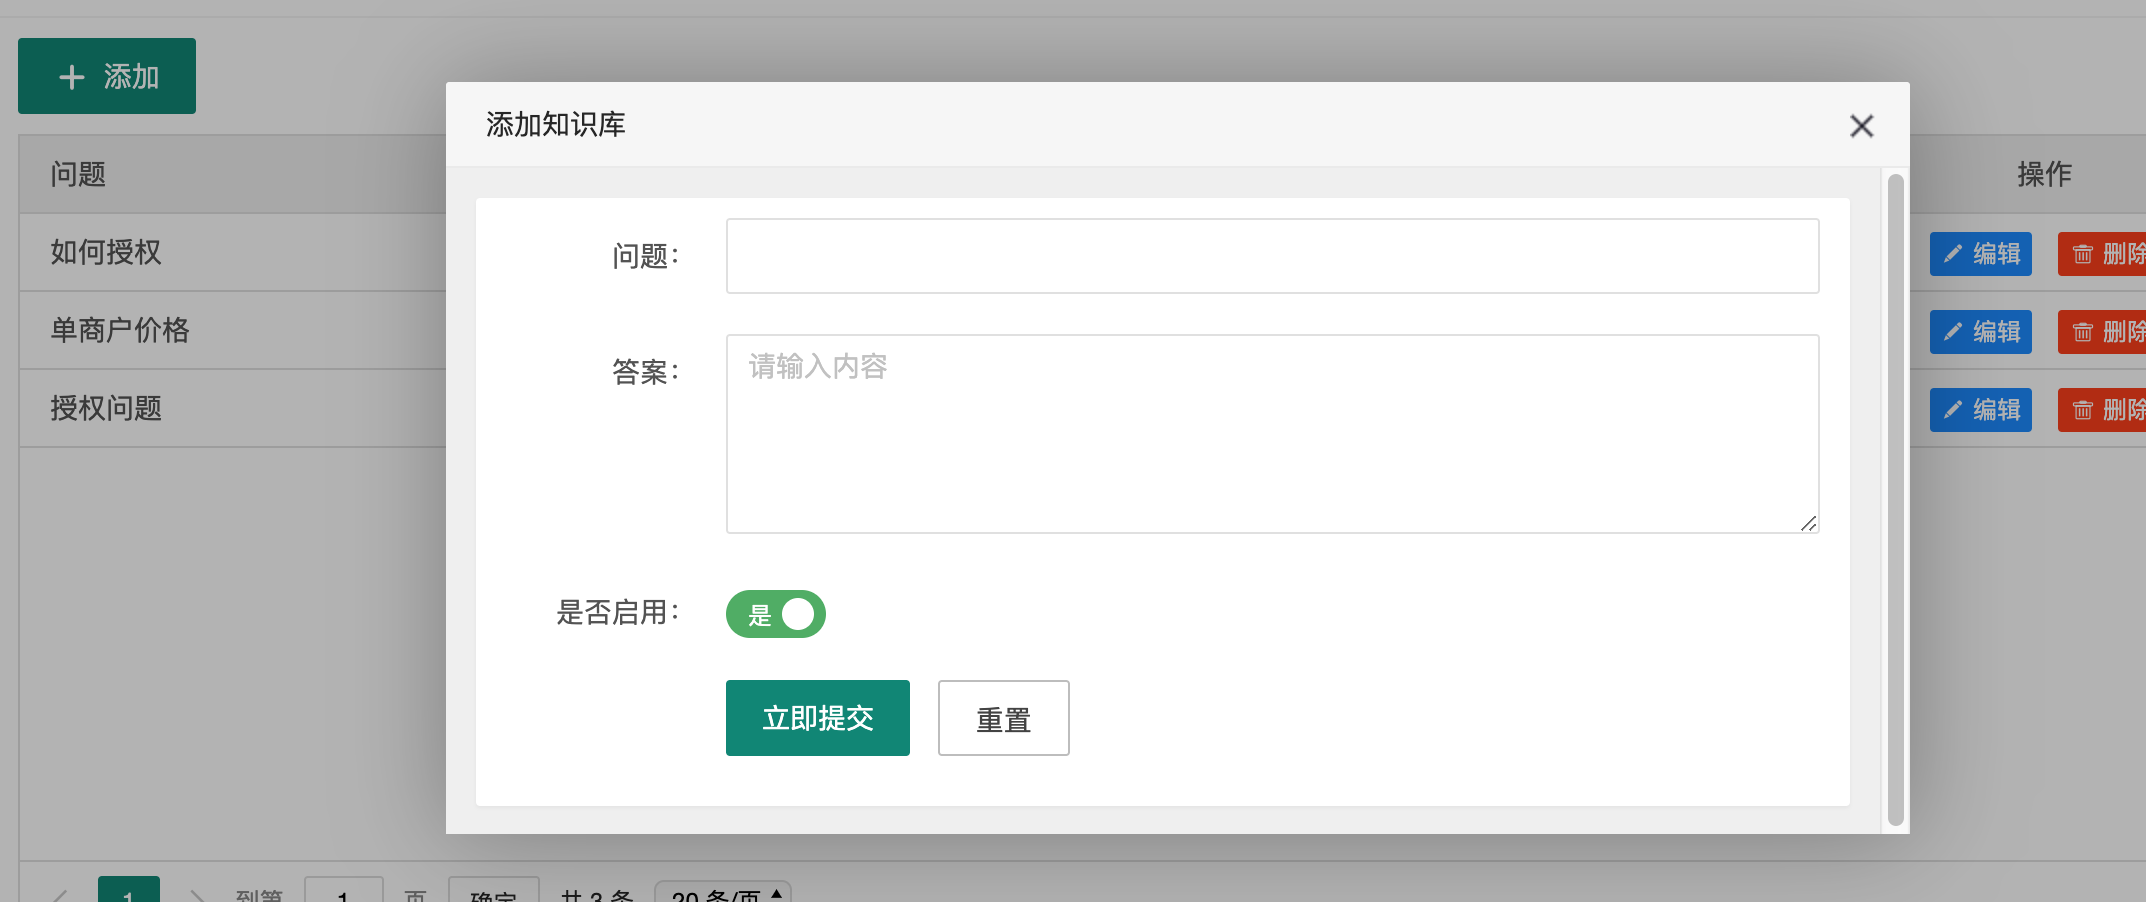 添加
添加知识库
问题
操作
问题：
如何授权
编辑 删除
单商户价格
编辑 删除
答案：
请输入内容
授权问题
编辑 删除
是否启用：
是
立即提交
重置
1 到第 1 页 确定 共 3 条 20 条/页